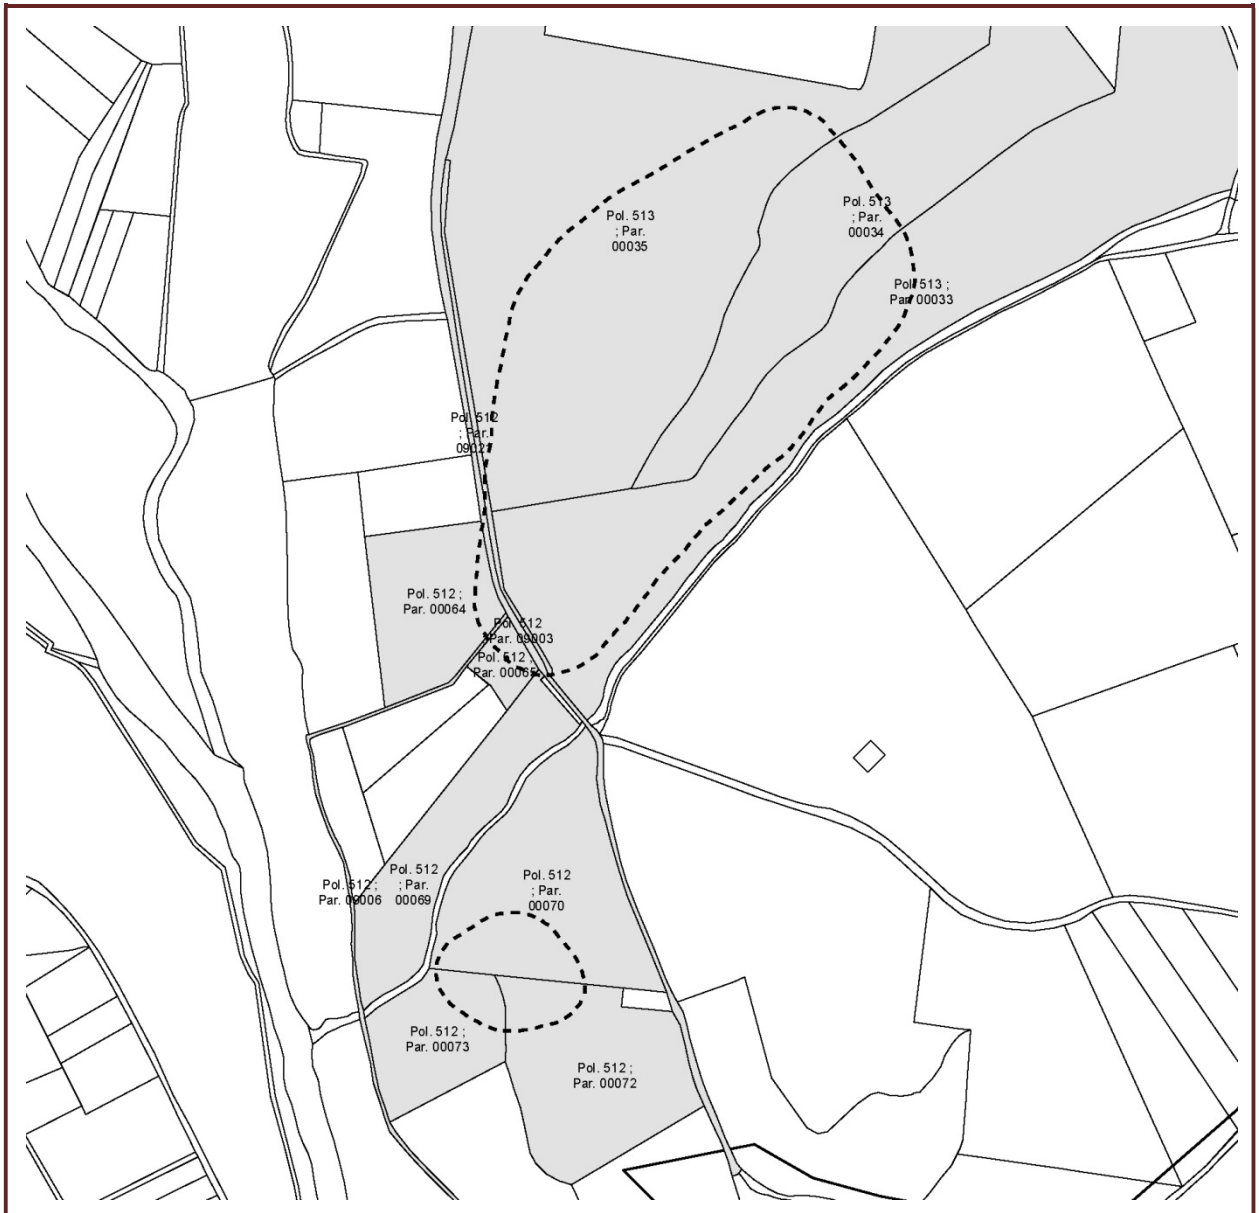 Pol. 513
; Par.
00035
Pol. 513
; Par.
00034
Pol. 513 ;
Par. 00033
Pol. 512
; Par.
09021
Pol. 512 ;
Par. 00064
Pol. 512
Par. 09003
Pol. 512 ;
Par. 00065
Pol. 512 ;
Par. 09006
Pol. 512
; Par.
00069
Pol. 512
; Par.
00070
Pol. 512 ;
Par. 00073
Pol. 512 ;
Par. 00072